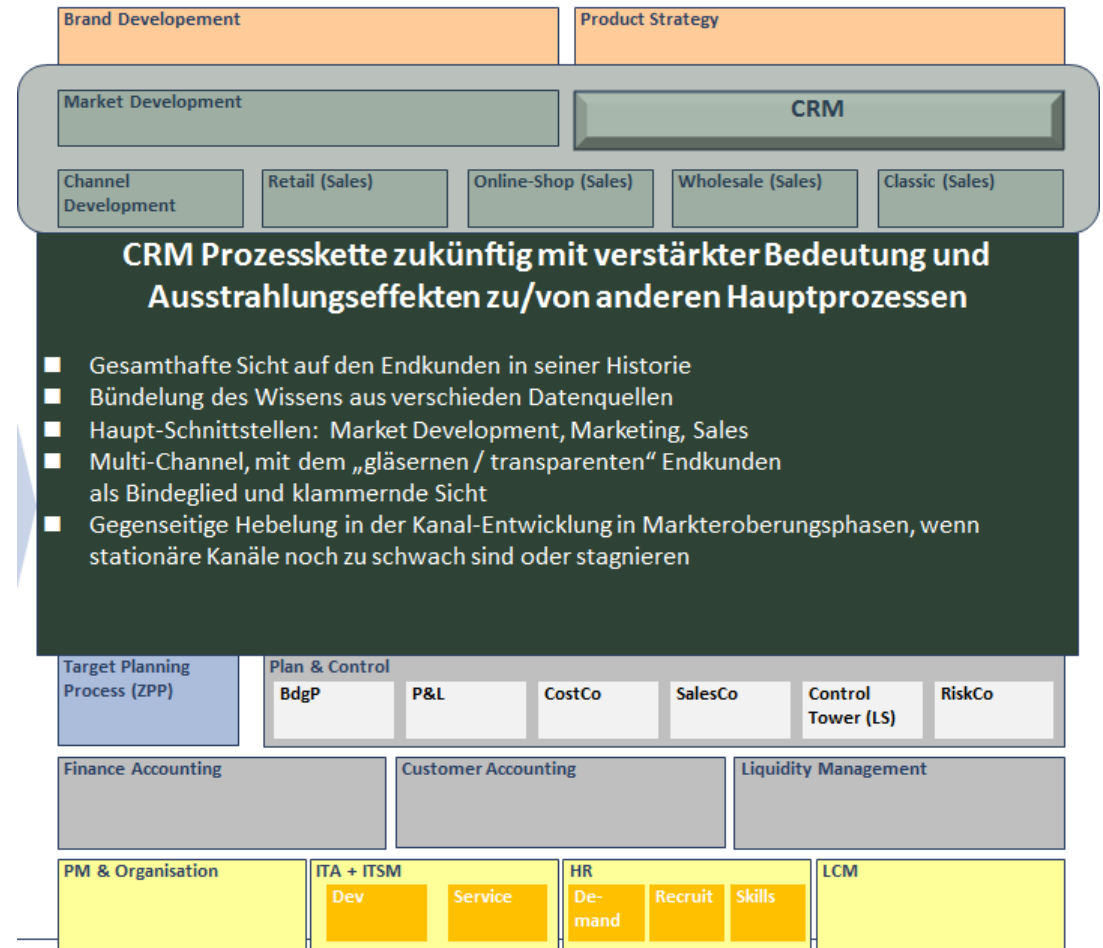 Brand Developement
Product Strategy
Market Development
CRM
Channel
Development
Retail (Sales)
Online-Shop (Sales)
Wholesale (Sales)
Classic (Sales)
CRM Prozesskette zukünftig mit verstärkter Bedeutung und
Ausstrahlungseffekten zu/von anderen Hauptprozessen
Gesamthafte Sicht auf den Endkunden in seiner Historie
Bündelung des Wissens aus verschieden Datenquellen
Haupt-Schnittstellen: Market Development, Marketing, Sales
Multi-Channel, mit dem „gläsernen / transparenten“ Endkunden
als Bindeglied und klammernde Sicht
Gegenseitige Hebelung in der Kanal-Entwicklung in Markteroberungsphasen, wenn
stationäre Kanäle noch zu schwach sind oder stagnieren
Target Planning
Process (ZPP)
Plan & Control
BdgP
P&L
CostCo
SalesCo
Control
Tower (LS)
RiskCo
Finance Accounting
Customer Accounting
Liquidity Management
PM & Organisation
ITA + ITSM
Dev
Service
HR
De-
mand
Recruit
Skills
LCM